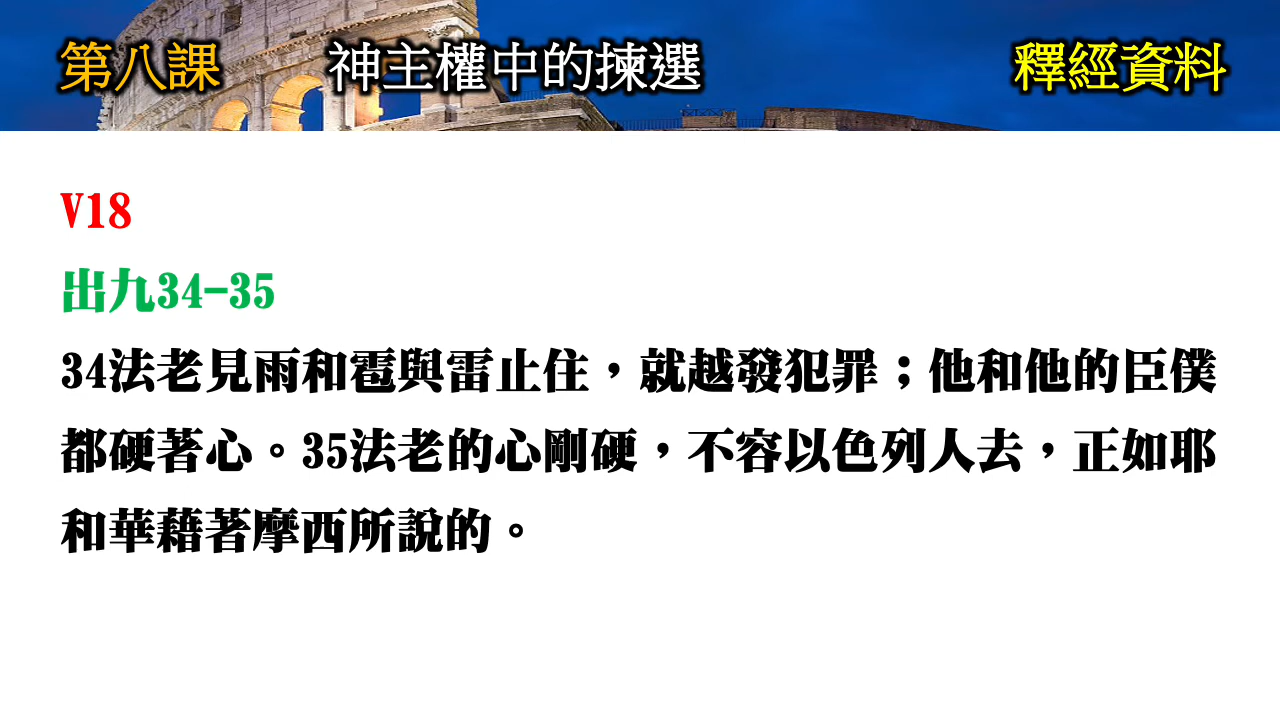 第八課 神主權中的揀選 釋經資料
V18
出九34-35
34法老見雨和雹與雷止住，就越發犯罪；他和他的臣僕
都硬著心。35法老的心剛硬，不容以色列人去，正如耶
和華藉著摩西所說的。